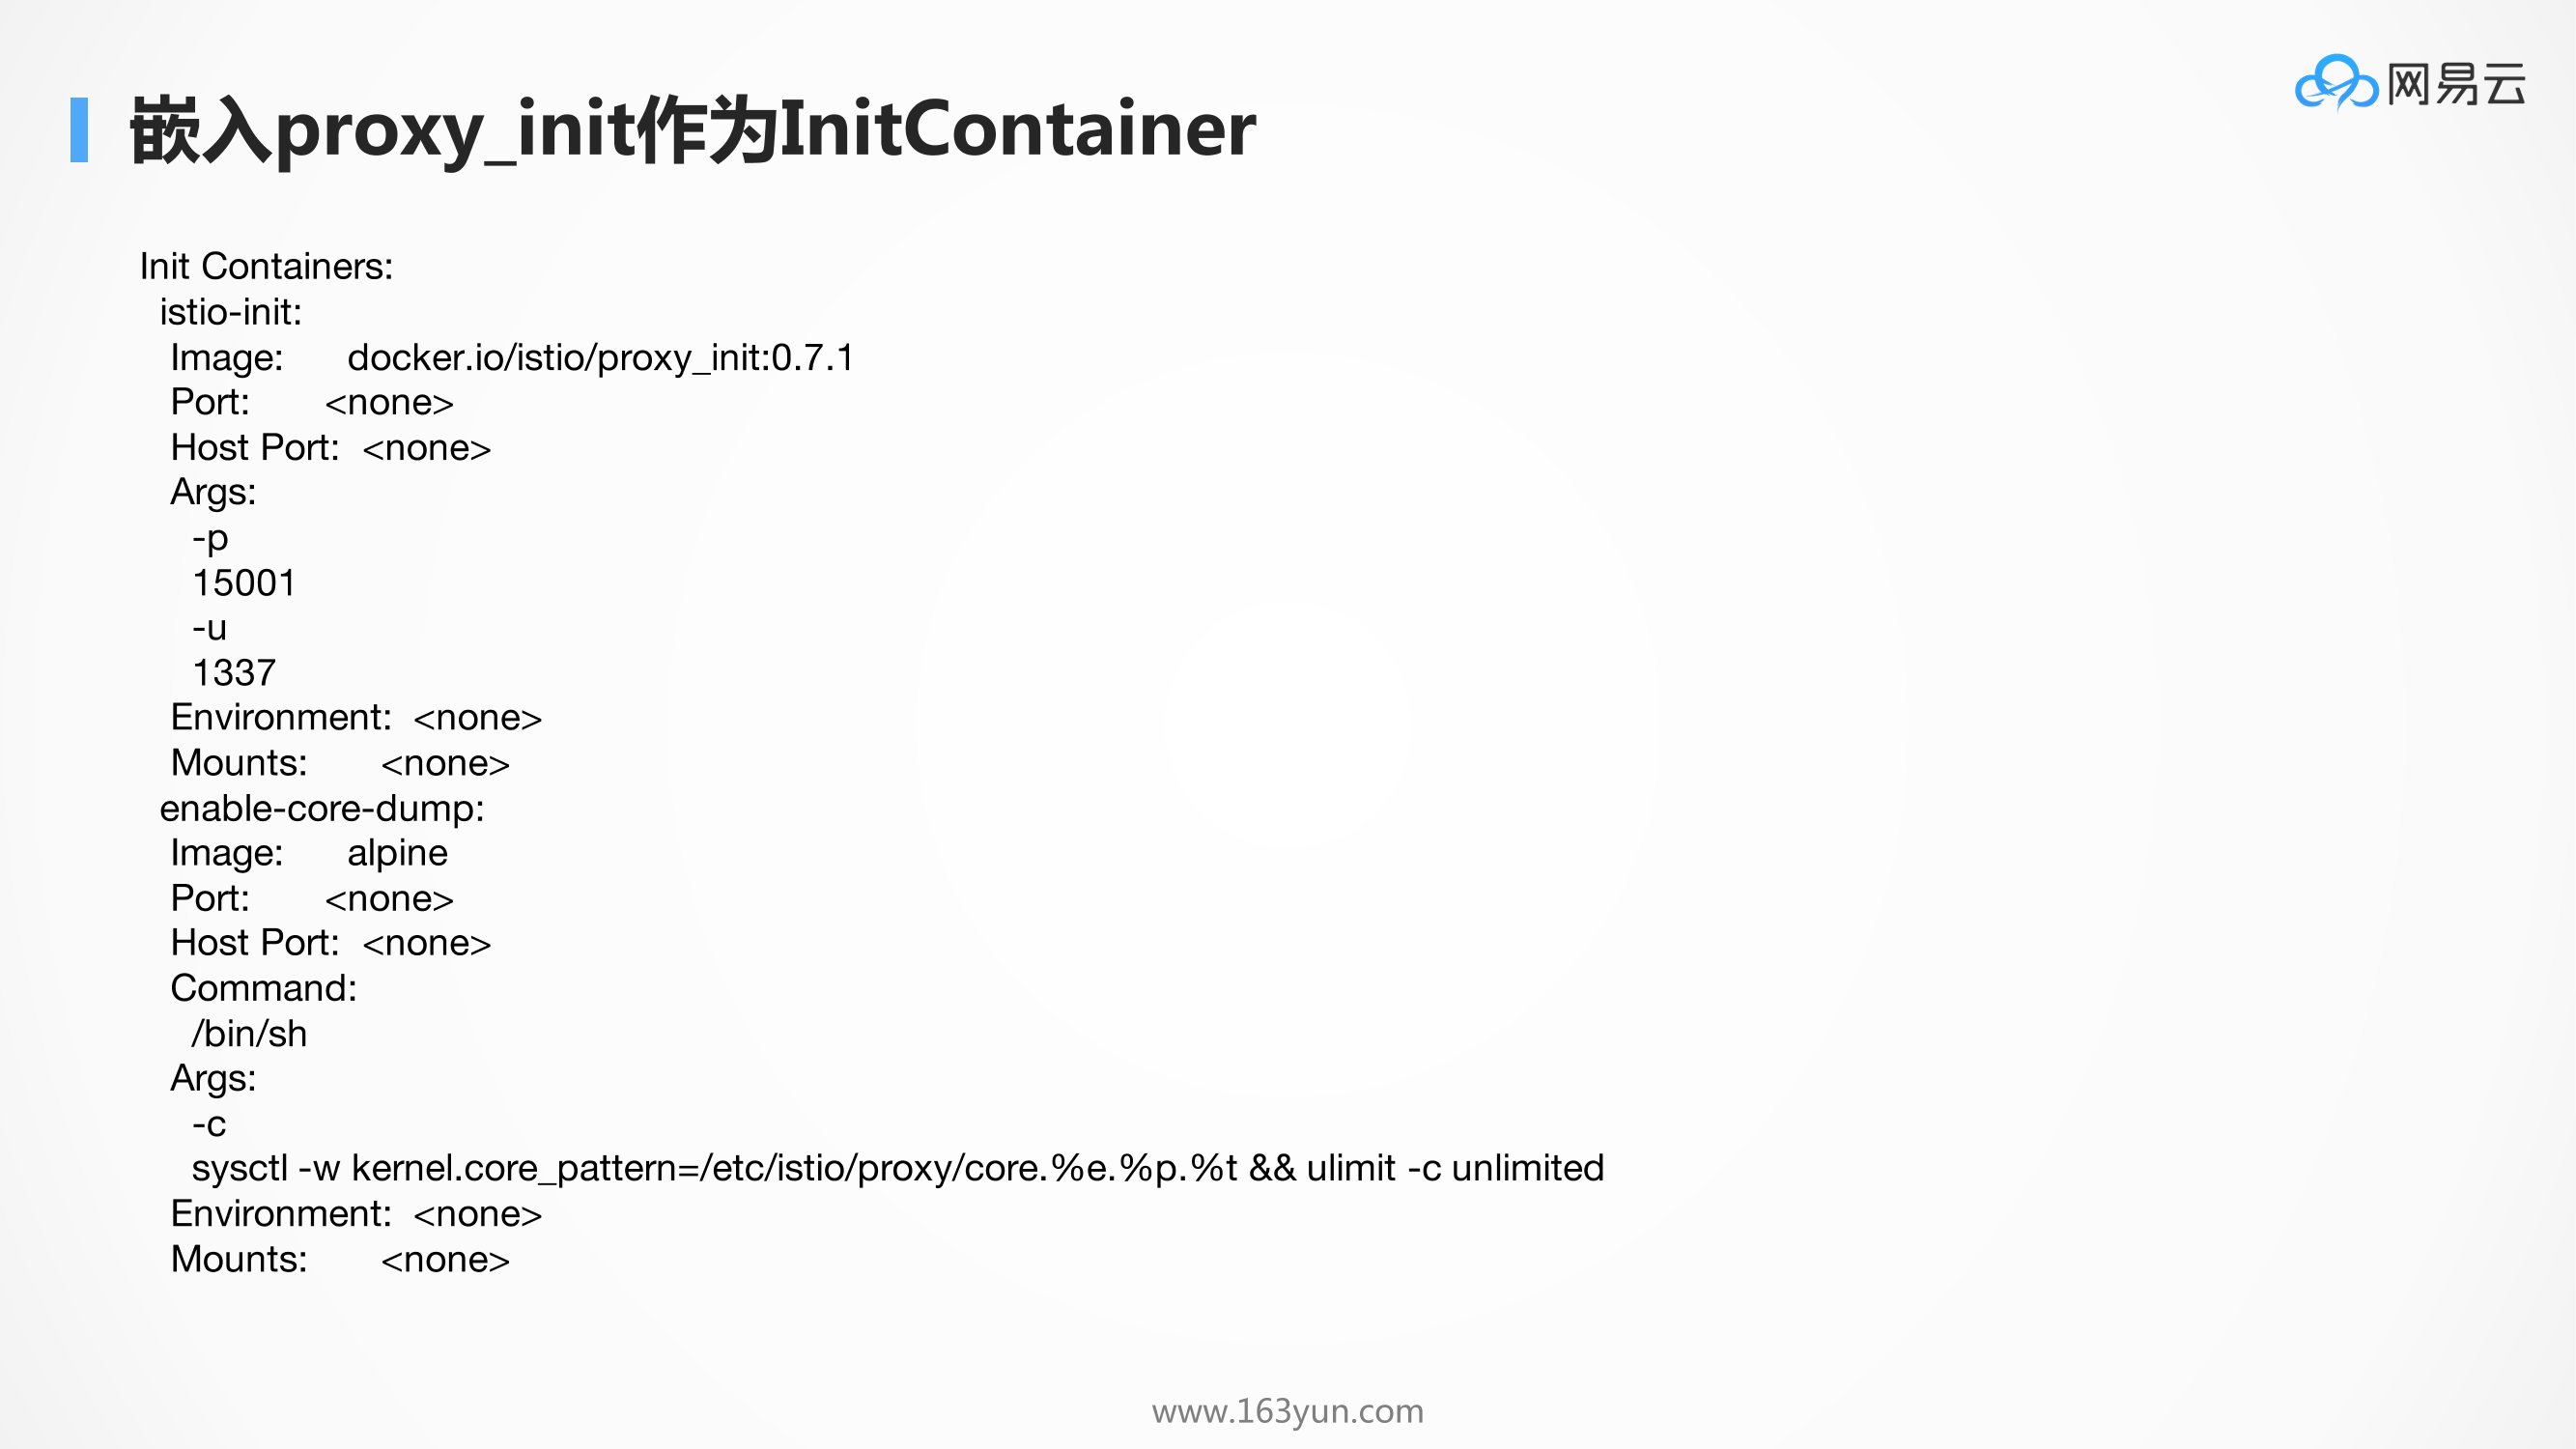 嵌入proxy_init作为InitContainer
网易云
Init Containers:
istio-init:
Image: docker.io/istio/proxy_init:0.7.1
Port: <none>
Host Port: <none>
Args:
-p
15001
-u
1337
Environment: <none>
Mounts: <none>
enable-core-dump:
Image: alpine
Port: <none>
Host Port: <none>
Command:
/bin/sh
Args:
-c
sysctl -w kernel.core_pattern=/etc/istio/proxy/core.%e.%p.%t && ulimit -c unlimited
Environment: <none>
Mounts: <none>
www.163yun.com